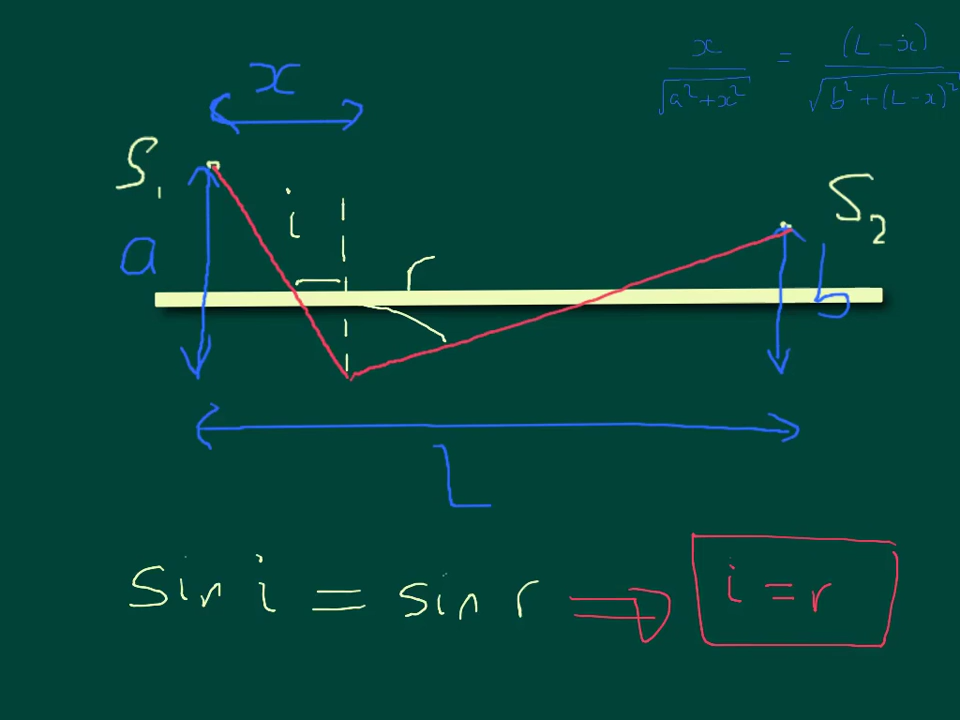 x / √(a² + x²) = (L - x) / √(b² + (L - x)²)
x
S₁
i
S₂
a
r
b
L
sin i = sin r ⇒ i = r